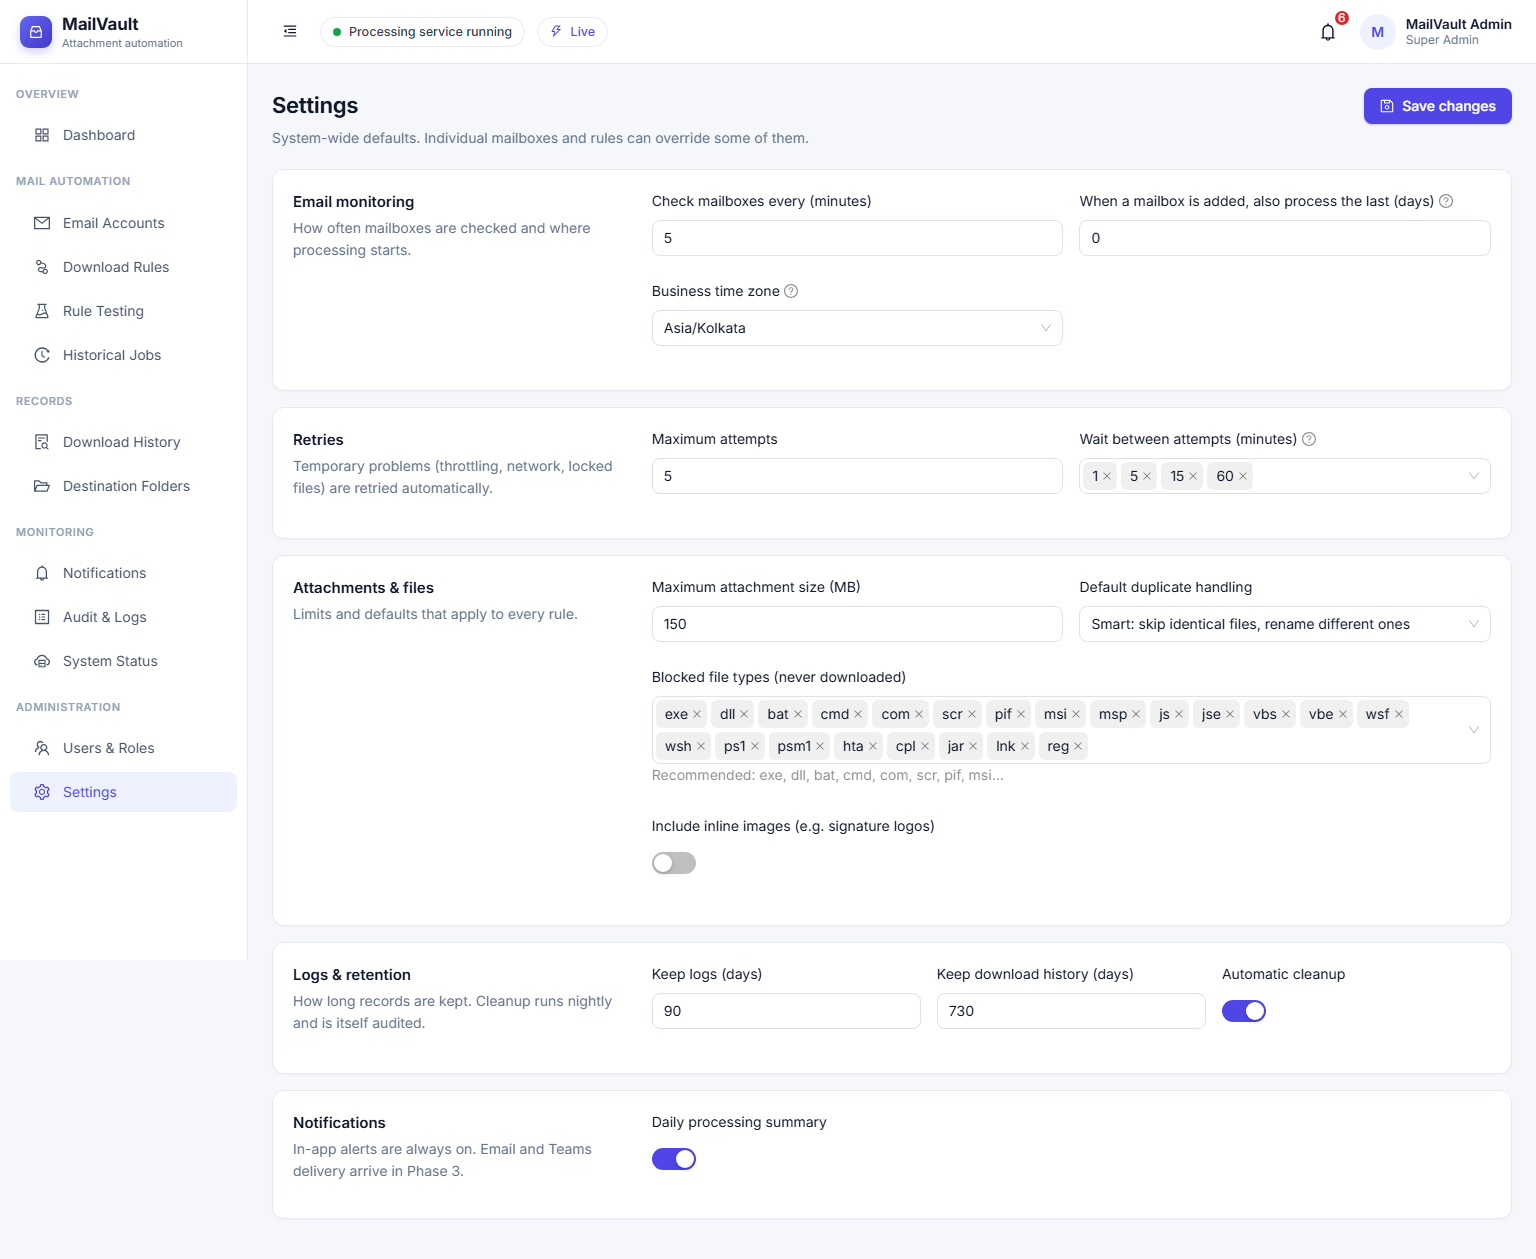 MailVault
Attachment automation
Processing service running
Live
6
M
MailVault Admin
Super Admin
OVERVIEW
Dashboard
MAIL AUTOMATION
Email Accounts
Download Rules
Rule Testing
Historical Jobs
RECORDS
Download History
Destination Folders
MONITORING
Notifications
Audit & Logs
System Status
ADMINISTRATION
Users & Roles
Settings
Settings
Save changes
System-wide defaults. Individual mailboxes and rules can override some of them.
Email monitoring
How often mailboxes are checked and where
processing starts.
Check mailboxes every (minutes)
5
When a mailbox is added, also process the last (days)
0
Business time zone
Asia/Kolkata
Retries
Temporary problems (throttling, network, locked
files) are retried automatically.
Maximum attempts
5
Wait between attempts (minutes)
1 5 15 60
Attachments & files
Limits and defaults that apply to every rule.
Maximum attachment size (MB)
150
Default duplicate handling
Smart: skip identical files, rename different ones
Blocked file types (never downloaded)
exe dll bat cmd com scr pif msi msp js jse vbs vbe wsf
wsh ps1 psm1 hta cpl jar lnk reg
Recommended: exe, dll, bat, cmd, com, scr, pif, msi...
Include inline images (e.g. signature logos)
Logs & retention
How long records are kept. Cleanup runs nightly
and is itself audited.
Keep logs (days)
90
Keep download history (days)
730
Automatic cleanup
Notifications
In-app alerts are always on. Email and Teams
delivery arrive in Phase 3.
Daily processing summary